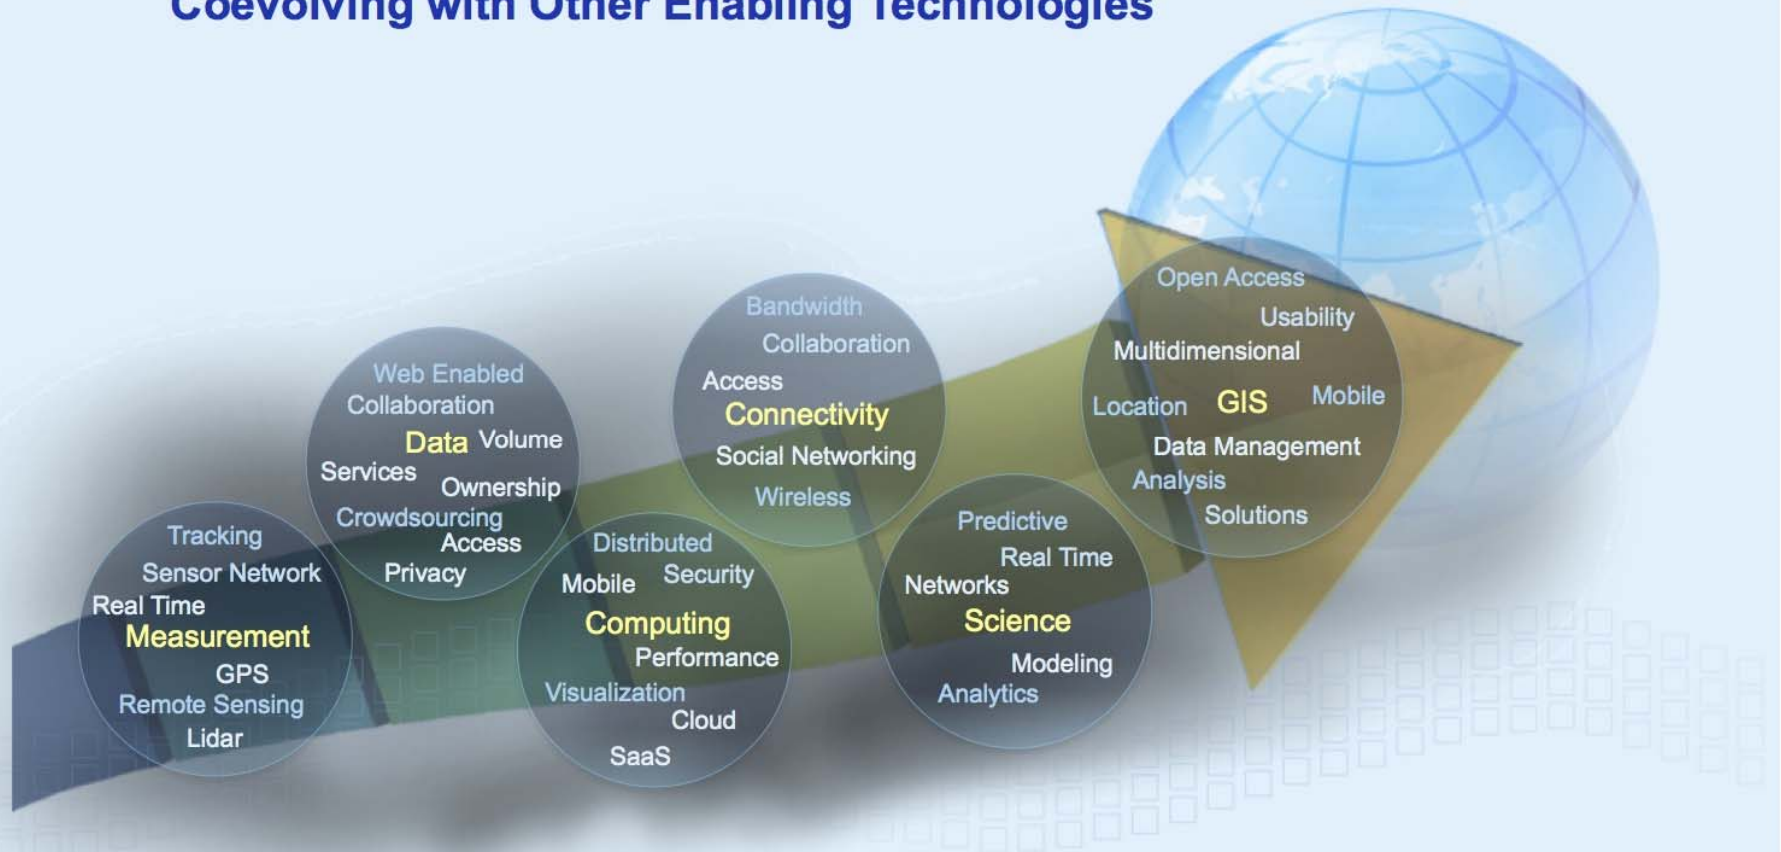 Coevolving with Other Enabling Technologies
Tracking
Sensor Network
Real Time
Measurement
GPS
Remote Sensing
Lidar
Web Enabled
Collaboration
Data Volume
Services
Ownership
Crowdsourcing
Access
Privacy
Distributed
Security
Mobile
Computing
Performance
Visualization
Cloud
SaaS
Bandwidth
Collaboration
Access
Connectivity
Social Networking
Wireless
Predictive
Real Time
Networks
Science
Modeling
Analytics
Open Access
Usability
Multidimensional
Location GIS Mobile
Data Management
Analysis
Solutions